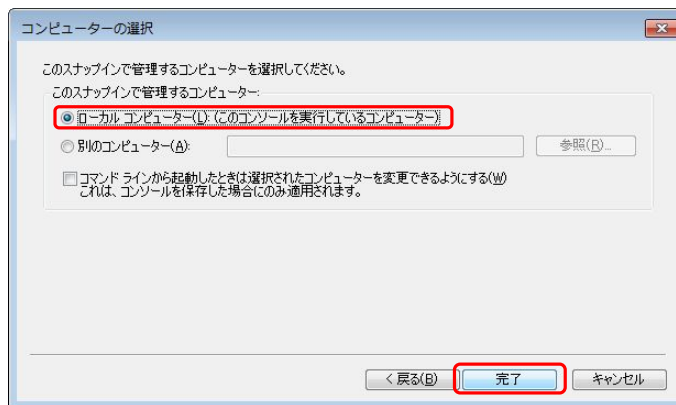 コンピューターの選択
このスナップインで管理するコンピューターを選択してください。
このスナップインで管理するコンピューター:
ローカル コンピューター(L): (このコンソールを実行しているコンピューター)
別のコンピューター(A):
参照(R)...
コマンド ラインから起動したときは選択されたコンピューターを変更できるようにする(W)
これは、コンソールを保存した場合にのみ適用されます。
< 戻る(B)
完了
キャンセル